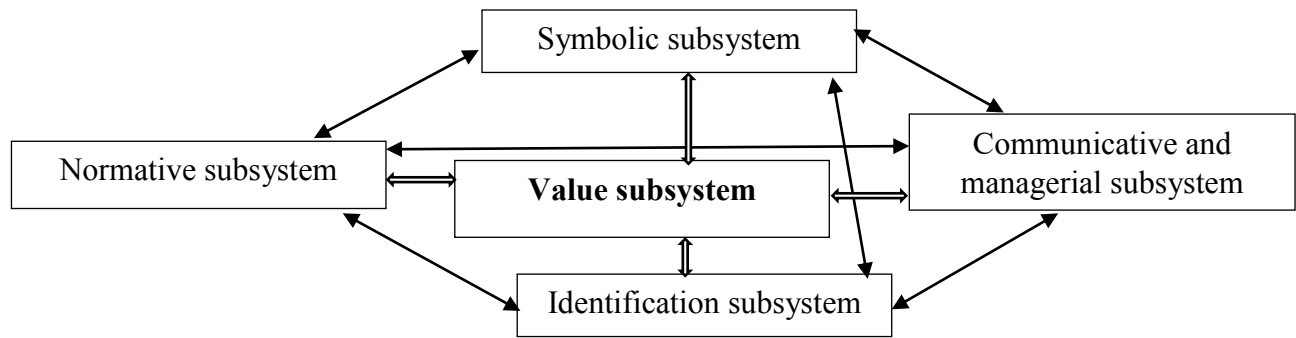 Symbolic subsystem
Normative subsystem
Value subsystem
Communicative and
managerial subsystem
Identification subsystem